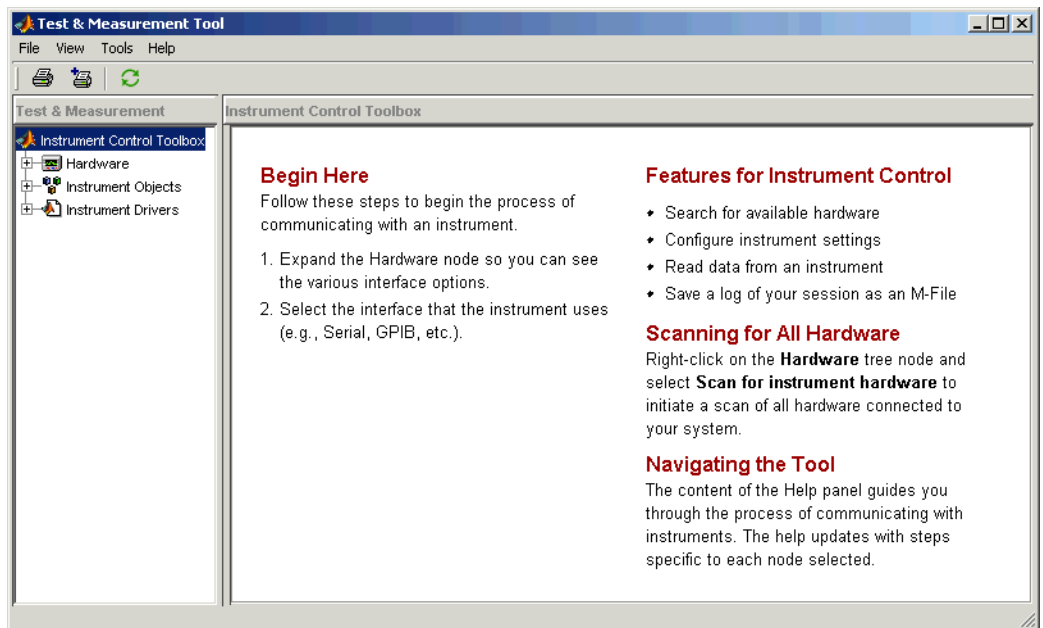 Test & Measurement Tool
File View Tools Help
Test & Measurement
Instrument Control Toolbox
Instrument Control Toolbox
Hardware
Instrument Objects
Instrument Drivers
Begin Here
Follow these steps to begin the process of
communicating with an instrument.
1. Expand the Hardware node so you can see
the various interface options.
2. Select the interface that the instrument uses
(e.g., Serial, GPIB, etc.).
Features for Instrument Control
• Search for available hardware
• Configure instrument settings
• Read data from an instrument
• Save a log of your session as an M-File
Scanning for All Hardware
Right-click on the Hardware tree node and
select Scan for instrument hardware to
initiate a scan of all hardware connected to
your system.
Navigating the Tool
The content of the Help panel guides you
through the process of communicating with
instruments. The help updates with steps
specific to each node selected.